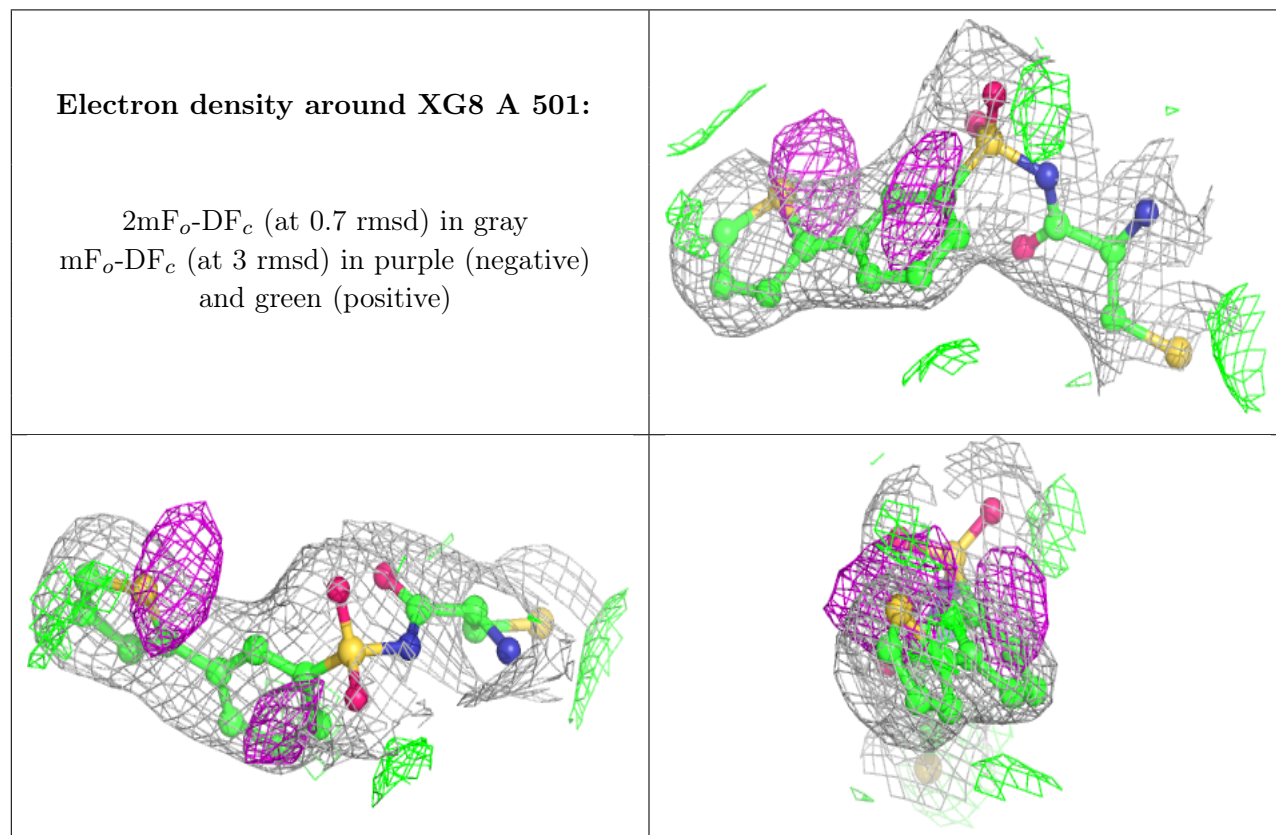 Electron density around XG8 A 501:
2mFo-DFc (at 0.7 rmsd) in gray
mFo-DFc (at 3 rmsd) in purple (negative)
and green (positive)